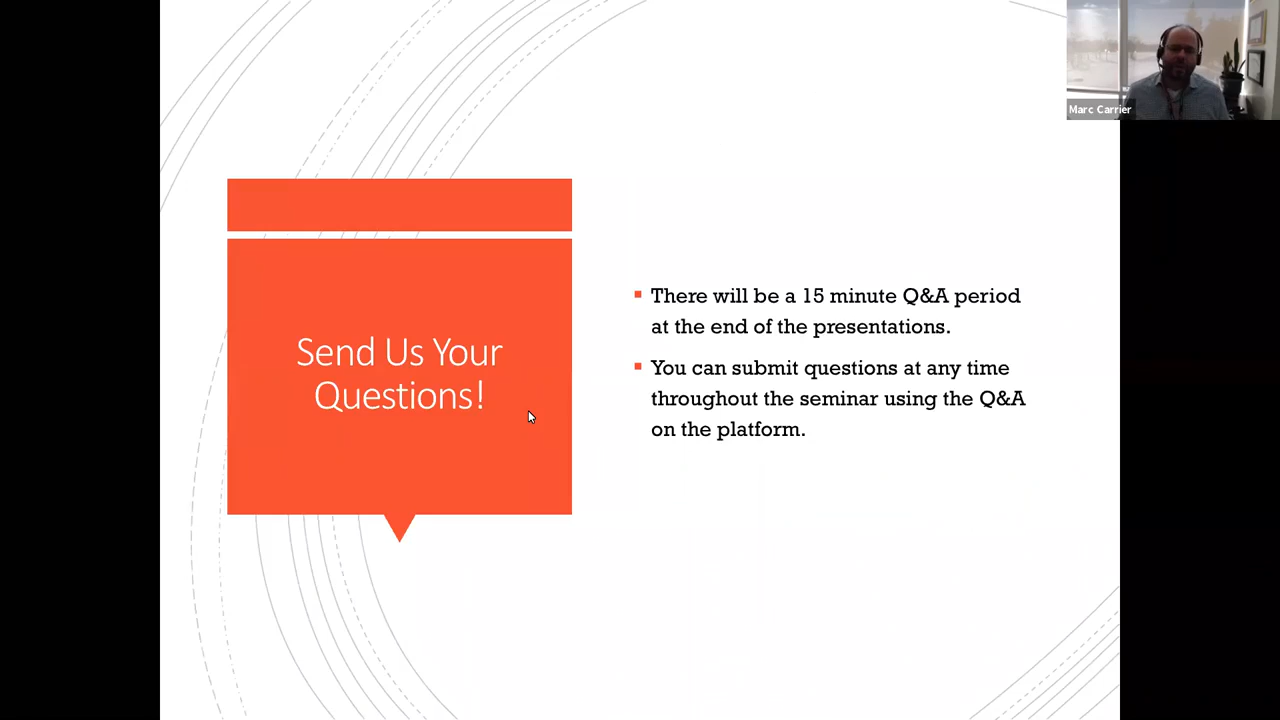 Marc Carrier
Send Us Your
Questions!
▪ There will be a 15 minute Q&A period
at the end of the presentations.
▪ You can submit questions at any time
throughout the seminar using the Q&A
on the platform.